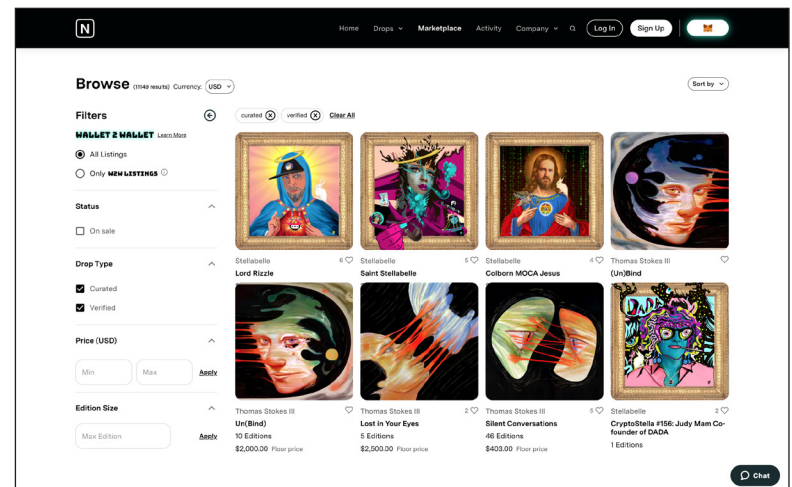 N
Home Drops Marketplace Activity Company Log In Sign Up
Browse (11149 results) Currency: USD
Sort by
Filters
curated verified Clear All
WALLET 2 WALLET Learn More
All Listings
Only W2W LISTINGS
Status
On sale
Drop Type
Curated
Verified
Price (USD)
Min Max Apply
Edition Size
Max Edition Apply
Stellabelle 6
Lord Rizzle
Stellabelle 5
Saint Stellabelle
Stellabelle 4
Colborn MOCA Jesus
Thomas Stokes III
(Un)Bind
Thomas Stokes III
Un(Bind)
10 Editions
$2,000.00 Floor price
Thomas Stokes III 2
Lost in Your Eyes
5 Editions
$2,500.00 Floor price
Thomas Stokes III 5
Silent Conversations
46 Editions
$403.00 Floor price
DADA
Stellabelle 2
CryptoStella #156: Judy Mam Co-
founder of DADA
1 Editions
Chat